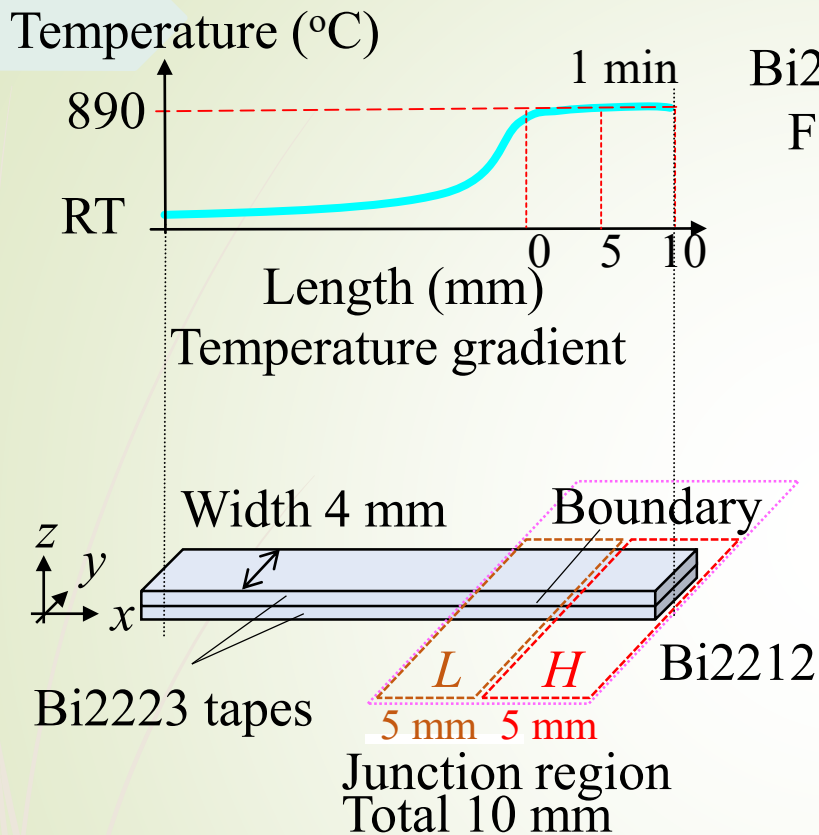 Temperature (°C)
1 min
Bi2
F
890
RT
0 5 10
Length (mm)
Temperature gradient
Width 4 mm
Boundary
z
y
x
L
H
Bi2212
Bi2223 tapes
5 mm 5 mm
Junction region
Total 10 mm